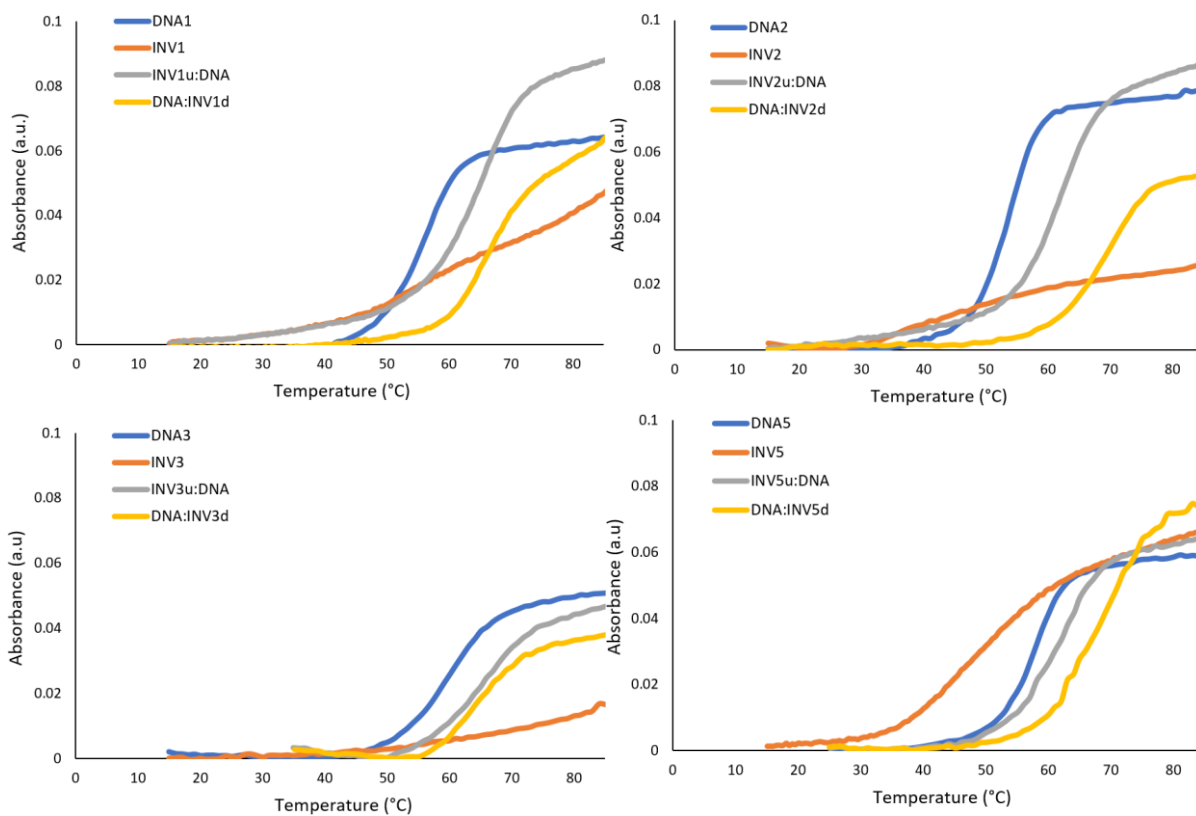 DNA1
INV1
INV1u:DNA
DNA:INV1d
0.1
0.08
0.06
0.04
0.02
0
Absorbance (a.u.)
0 10 20 30 40 50 60 70 80
Temperature (°C)
DNA2
INV2
INV2u:DNA
DNA:INV2d
0.1
0.08
0.06
0.04
0.02
0
Absorbance (a.u)
0 10 20 30 40 50 60 70 80
Temperature (°C)
DNA3
INV3
INV3u:DNA
DNA:INV3d
0.1
0.08
0.06
0.04
0.02
0
Absorbance (a.u)
0 10 20 30 40 50 60 70 80
Temperature (°C)
DNA5
INV5
INV5u:DNA
DNA:INV5d
0.1
0.08
0.06
0.04
0.02
0
Absorbance (a.u)
0 10 20 30 40 50 60 70 80
Temperature (°C)